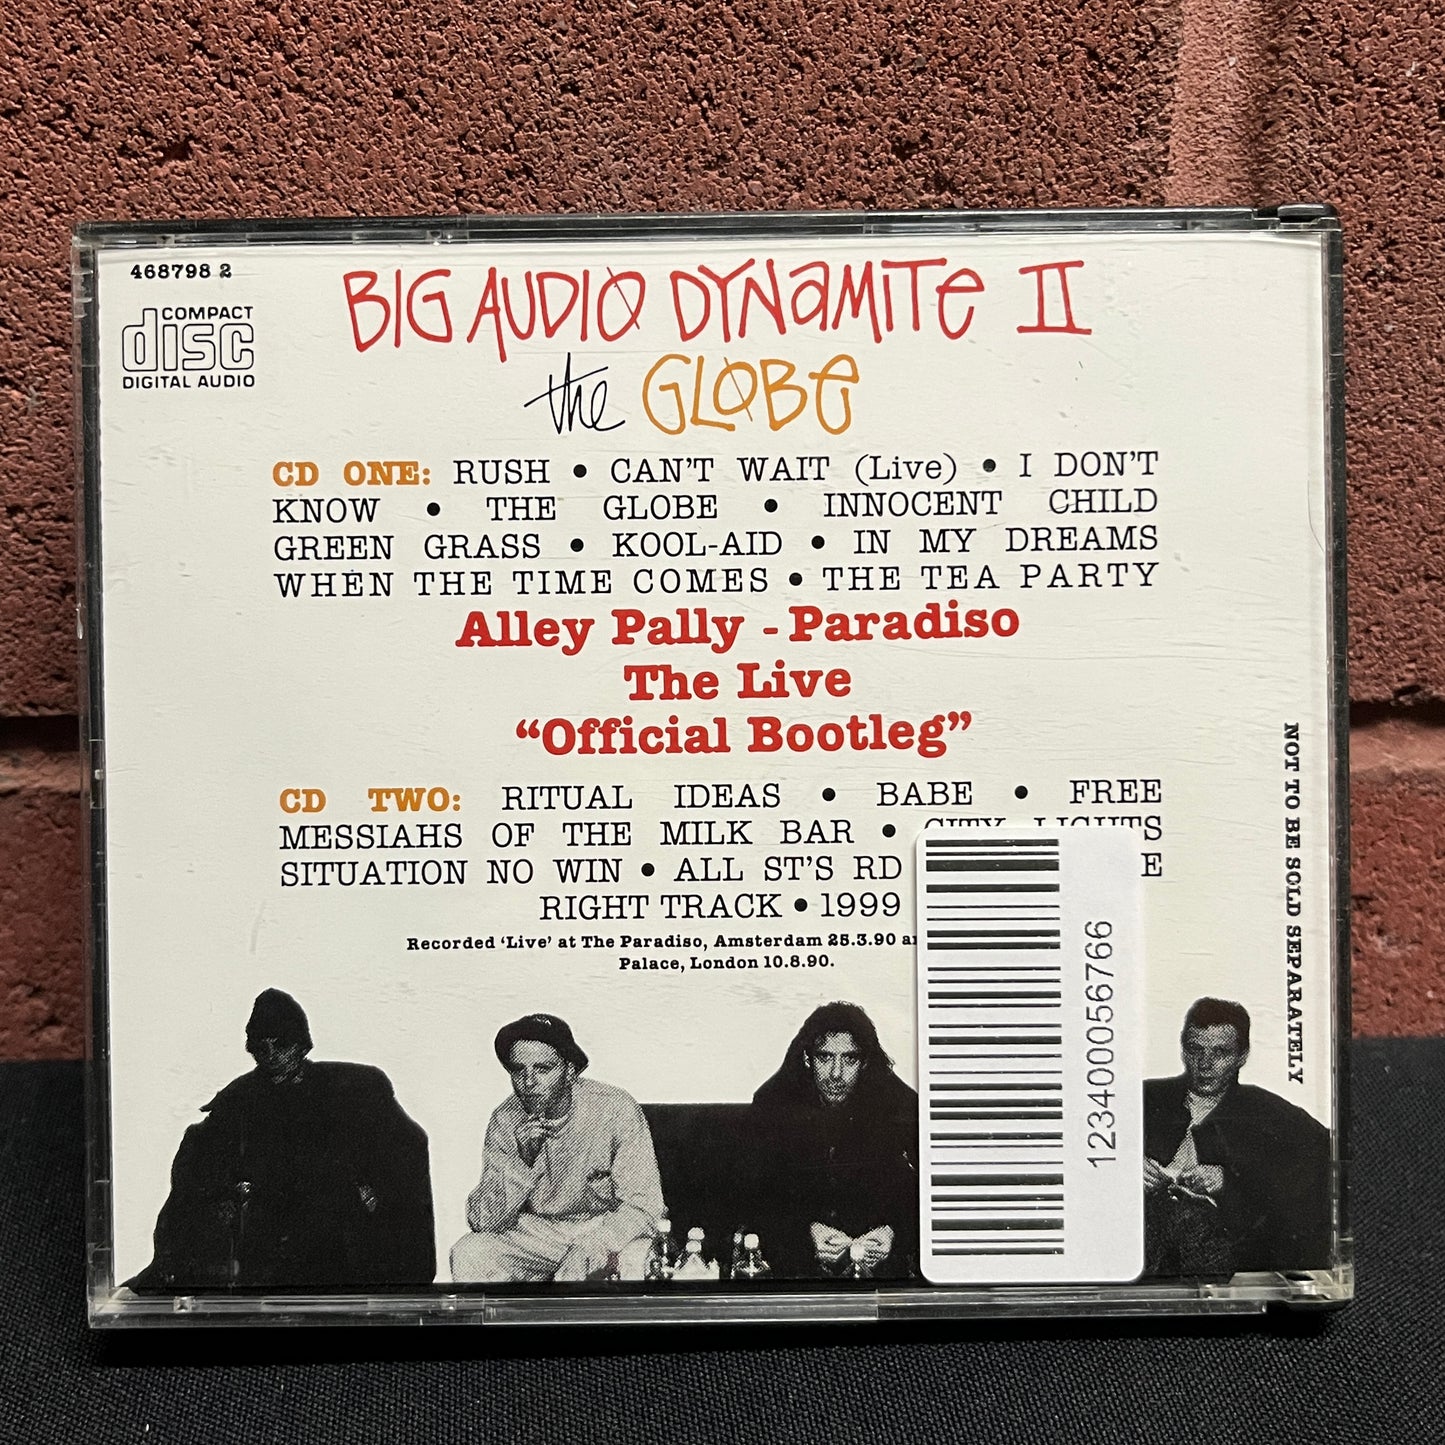 468798 2
COMPACT
disc
DIGITAL AUDIO
BIG AUDIO DYNAMITE II
the GLOBE
CD ONE: RUSH • CAN'T WAIT (Live) • I DON'T
KNOW • THE GLOBE • INNOCENT CHILD
GREEN GRASS • KOOL-AID • IN MY DREAMS
WHEN THE TIME COMES • THE TEA PARTY
Alley Pally - Paradiso
The Live
“Official Bootleg”
CD TWO: RITUAL IDEAS • BABE • FREE
MESSIAHS OF THE MILK BAR • CITY LIGHTS
SITUATION NO WIN • ALL ST'S RD
RIGHT TRACK • 1999
Recorded ‘Live’ at The Paradiso, Amsterdam 25.3.90
Palace, London 10.8.90.
NOT TO BE SOLD SEPARATELY
1234000056766